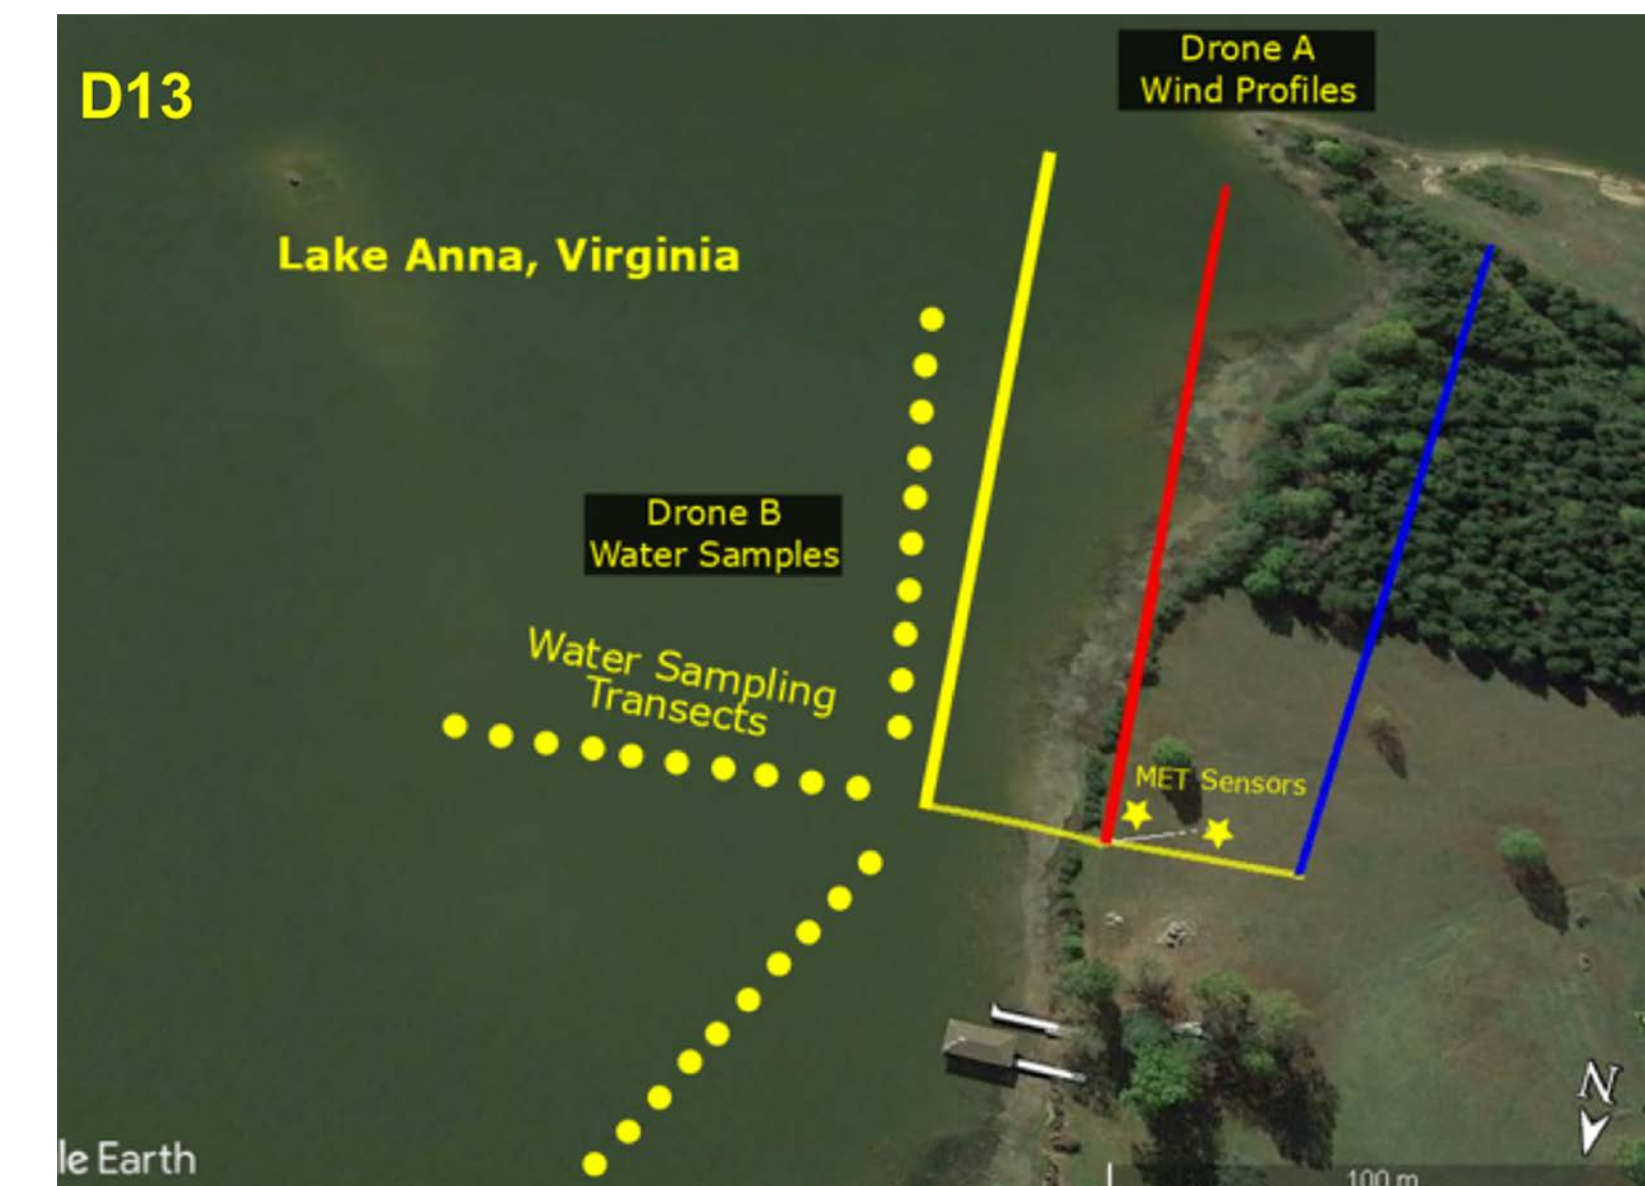 Drone A
Wind Profiles
D13
Lake Anna, Virginia
Drone B
Water Samples
Water Sampling
Transects
MET Sensors
N
le Earth
100 m